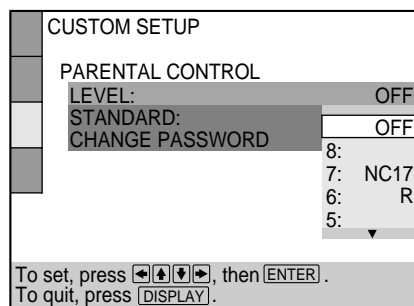 CUSTOM SETUP
PARENTAL CONTROL
LEVEL: OFF
STANDARD:
OFF
CHANGE PASSWORD
8:
7: NC17
6: R
5:
To set, press ←↑↓→, then ENTER.
To quit, press DISPLAY.